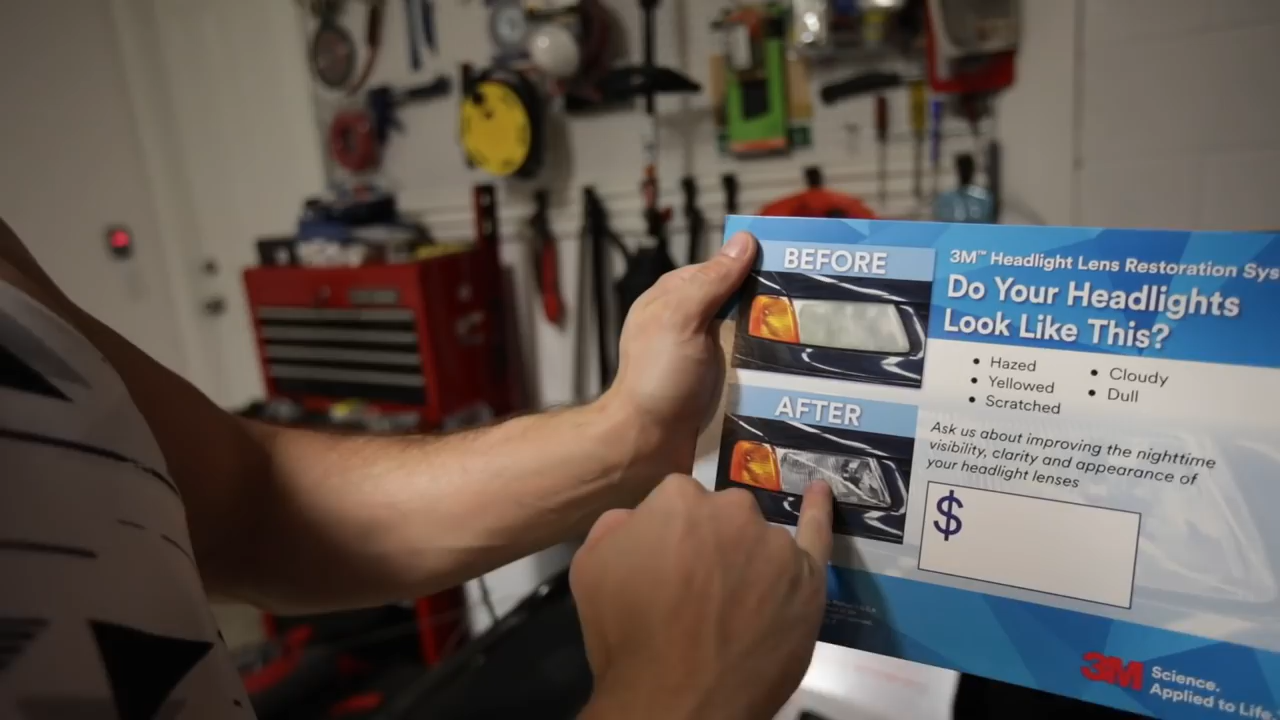 BEFORE
AFTER
3M™ Headlight Lens Restoration Sys
Do Your Headlights
Look Like This?
• Hazed
• Yellowed
• Scratched
• Cloudy
• Dull
Ask us about improving the nighttime
visibility, clarity and appearance of
your headlight lenses
$
3M Science.
Applied to Life